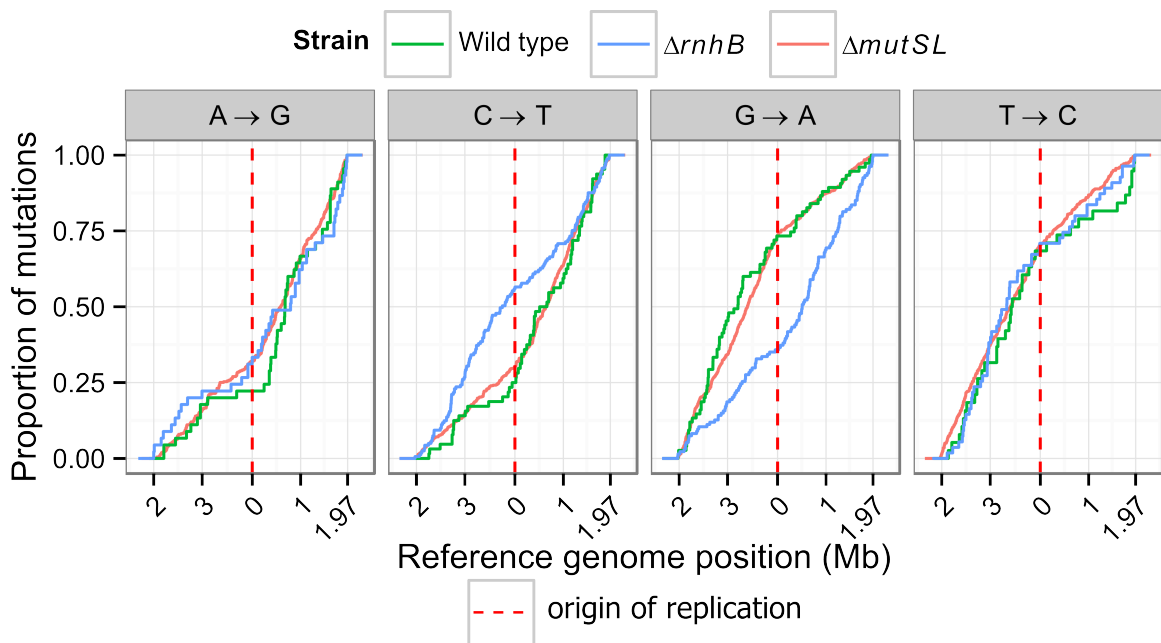 Strain Wild type ΔrnhB ΔmutSL
A → G C → T G → A T → C
Proportion of mutations
1.00
0.75
0.50
0.25
0.00
2 3 0 1 1.97 2 3 0 1 1.97 2 3 0 1 1.97 2 3 0 1 1.97
Reference genome position (Mb)
origin of replication